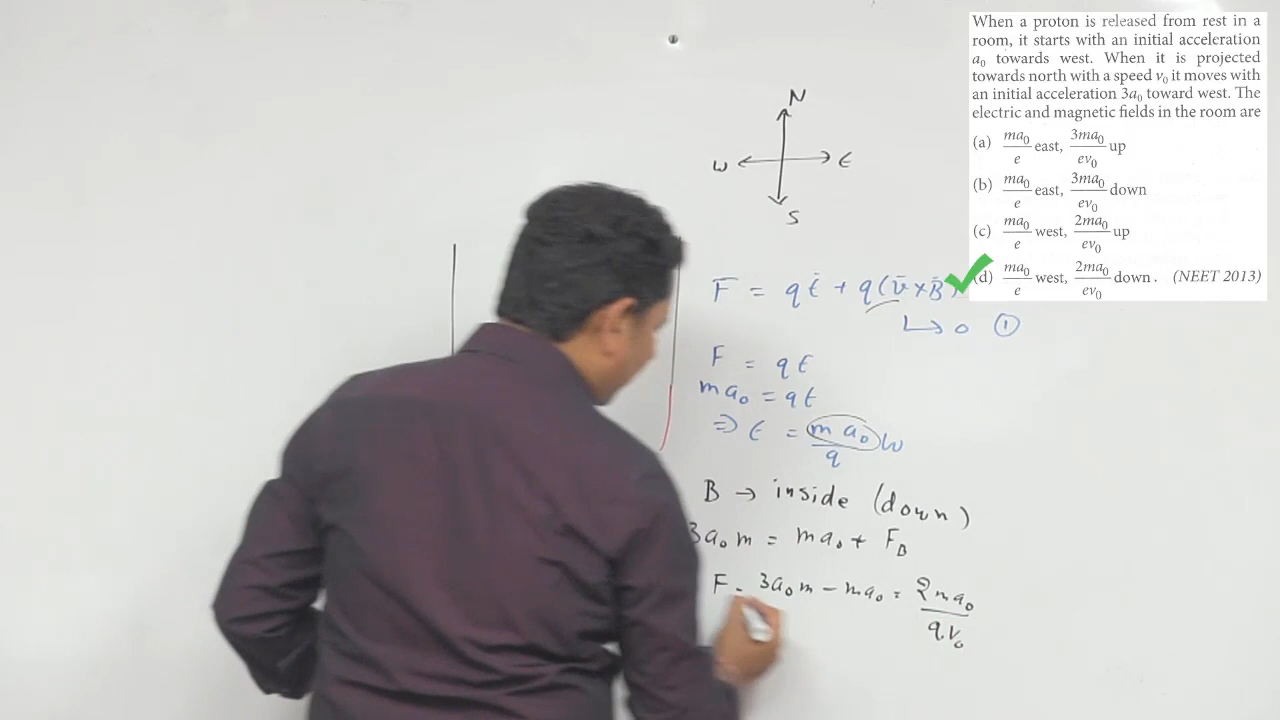 When a proton is released from rest in a
room, it starts with an initial acceleration
a₀ towards west. When it is projected
towards north with a speed v₀ it moves with
an initial acceleration 3a₀ toward west. The
electric and magnetic fields in the room are
(a) ma₀/e east, 3ma₀/ev₀ up
(b) ma₀/e east, 3ma₀/ev₀ down
(c) ma₀/e west, 2ma₀/ev₀ up
(d) ma₀/e west, 2ma₀/ev₀ down. (NEET 2013)
N
W E
S
F̄ = qĒ + q(v̄×B̄)
↳ 0 ①
F = qE
ma₀ = qE
⇒ E = ma₀/q W
B → inside (down)
3a₀m = ma₀ + F_B
F = 3a₀m − ma₀ = 2ma₀/qv₀